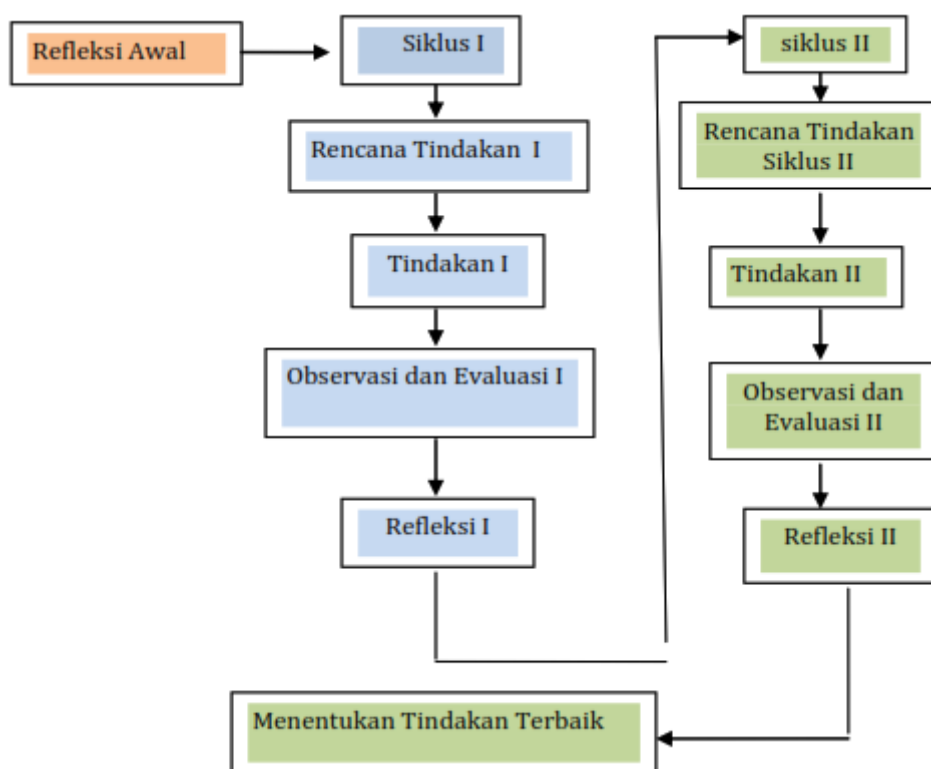 Refleksi Awal
Siklus I
Rencana Tindakan I
Tindakan I
Observasi dan Evaluasi I
Refleksi I
siklus II
Rencana Tindakan
Siklus II
Tindakan II
Observasi dan
Evaluasi II
Refleksi II
Menentukan Tindakan Terbaik